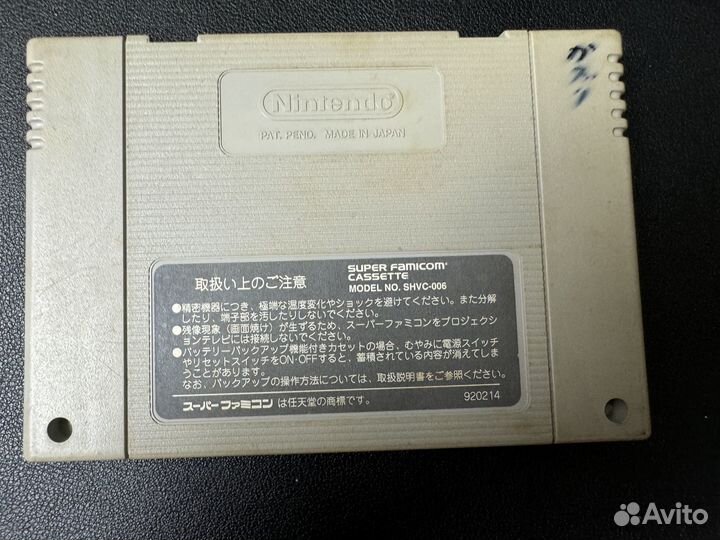 Nintendo®
PAT. PEND. MADE IN JAPAN
取扱い上のご注意
SUPER FAMICOM®
CASSETTE
MODEL NO. SHVC-006
●精密機器につき、極端な温度変化やショックを避けてください。また分解
したり、端子部を汚したりしないでください。
●残像現象(画面焼け)が生ずるため、スーパーファミコンをプロジェクシ
ョンテレビには接続しないでください。
●バッテリーバックアップ機能付きカセットの場合、むやみに電源スイッチ
やリセットスイッチをON-OFFすると、蓄積されている内容が消えてしま
うことがあります。
なお、バックアップの操作方法については、取扱説明書をご参照ください。
スーパーファミコン は任天堂の商標です。
920214
Avito